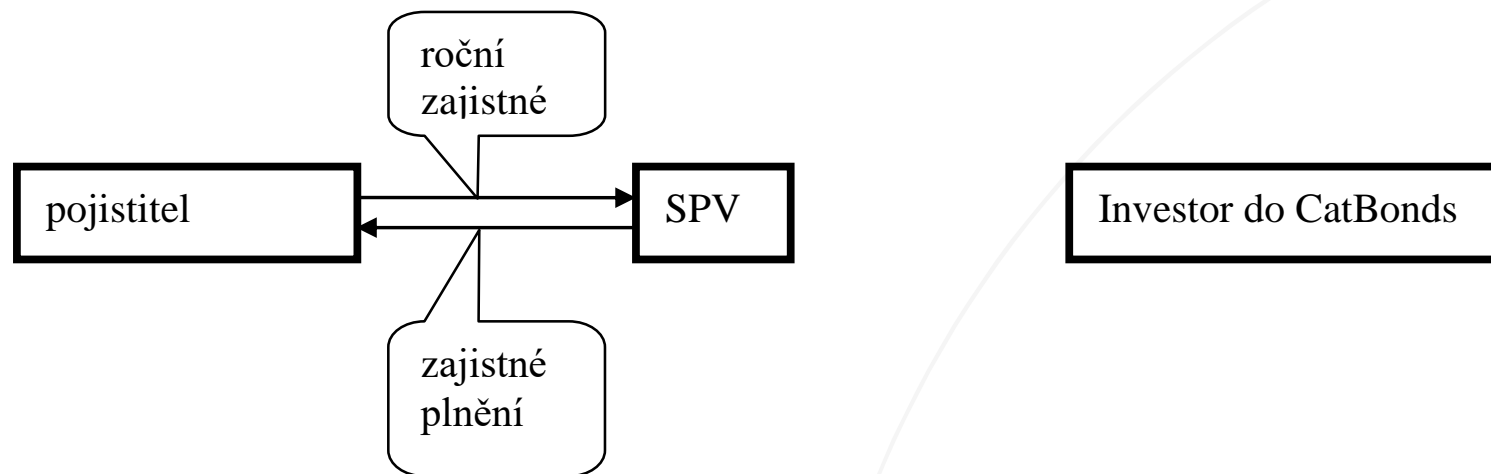 roční
zajistné
pojistitel
SPV
Investor do CatBonds
zajistné
plnění